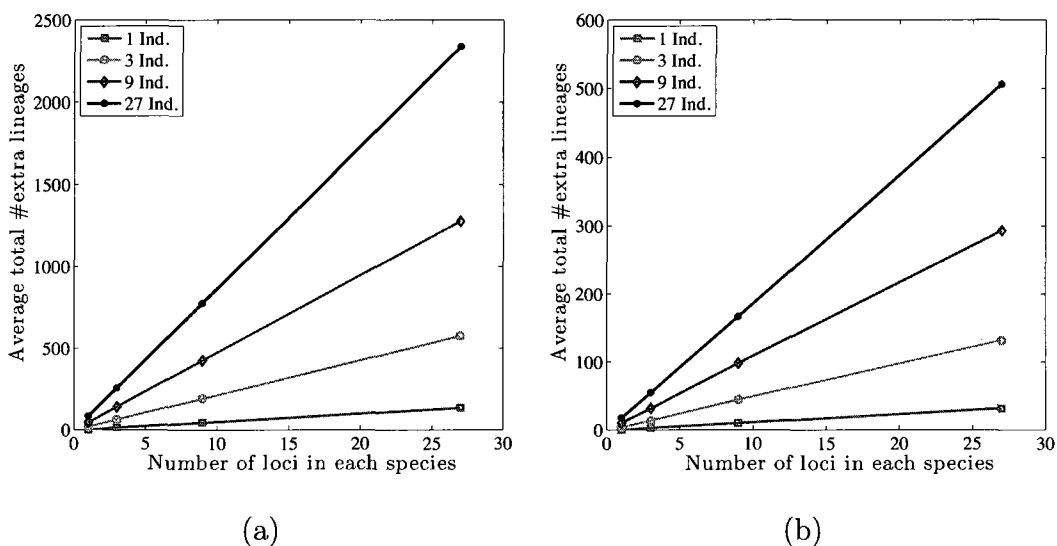 2500
2000
1500
1000
500
0
0 5 10 15 20 25 30
Average total #extra lineages
Number of loci in each species
1 Ind.
3 Ind.
9 Ind.
27 Ind.
(a)
600
500
400
300
200
100
0
0 5 10 15 20 25 30
Average total #extra lineages
Number of loci in each species
1 Ind.
3 Ind.
9 Ind.
27 Ind.
(b)